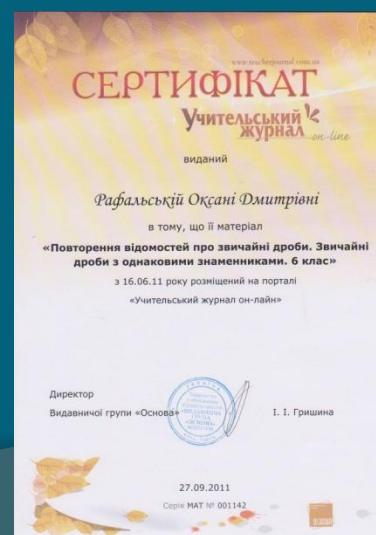 www.teacherjournal.com.ua
СЕРТИФІКАТ
Учительський
журнал on-line
виданий
Рафальській Оксані Дмитрівні
в тому, що її матеріал
«Повторення відомостей про звичайні дроби. Звичайні
дроби з однаковими знаменниками. 6 клас»
з 16.06.11 року розміщений на порталі
«Учительський журнал он-лайн»
Директор
Видавничої групи «Основа» І. І. Гришина
27.09.2011
Серія МАТ № 001142